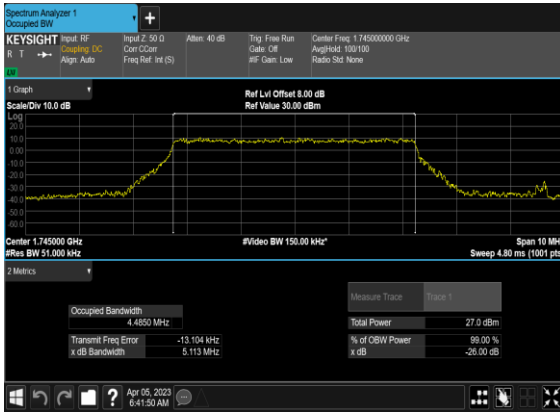 Spectrum Analyzer 1
Occupied BW
+
KEYSIGHT
R T
LXI
Input: RF
Coupling: DC
Align: Auto
Input Z: 50 Ω
Corr CCorr
Freq Ref: Int (S)
Atten: 40 dB
Trig: Free Run
Gate: Off
#IF Gain: Low
Center Freq: 1.745000000 GHz
Avg|Hold: 100/100
Radio Std: None
1 Graph
Scale/Div 10.0 dB
Ref Lvl Offset 8.00 dB
Ref Value 30.00 dBm
Log
20.0
10.0
0.00
-10.0
-20.0
-30.0
-40.0
-50.0
-60.0
Center 1.745000 GHz
#Res BW 51.000 kHz
#Video BW 150.00 kHz*
Span 10 MH
Sweep 4.80 ms (1001 pts
2 Metrics
Measure Trace Trace 1
Occupied Bandwidth
4.4850 MHz
Total Power 27.0 dBm
Transmit Freq Error -13.104 kHz
% of OBW Power 99.00 %
x dB Bandwidth 5.113 MHz
x dB -26.00 dB
?
Apr 05, 2023
6:41:50 AM